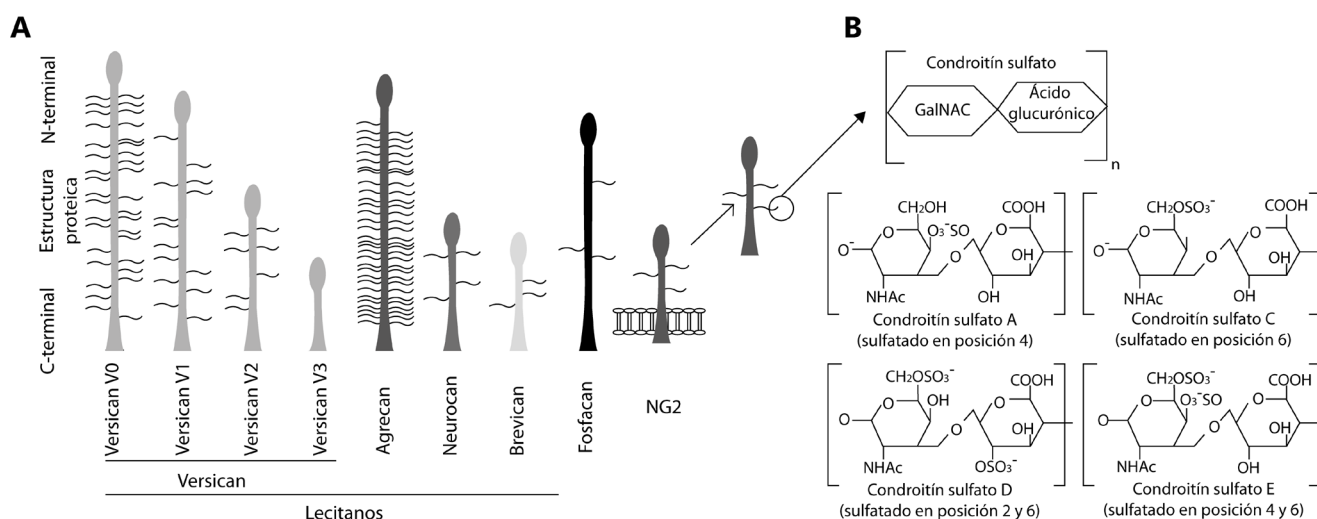 A
N-terminal
Estructura
proteica
C-terminal
Versican V0
Versican V1
Versican V2
Versican V3
Agrecan
Neurocan
Brevican
Fosfacan
NG2
Versican
Lecitanos
B
Condroitín sulfato
GalNAC
Ácido
glucurónico
n
CH₂OH
COOH
O₃⁻SO
O
O
O⁻
O
OH
NHAc
OH
Condroitín sulfato A
(sulfatado en posición 4)
CH₂OSO₃⁻
COOH
O
O
O⁻
O
OH
NHAc
OH
Condroitín sulfato C
(sulfatado en posición 6)
CH₂OSO₃⁻
COOH
OH
O
O
O
O
OH
NHAc
OSO₃⁻
Condroitín sulfato D
(sulfatado en posición 2 y 6)
CH₂OSO₃⁻
COOH
O₃⁻SO
O
O
O
O
OH
NHAc
OH
Condroitín sulfato E
(sulfatado en posición 4 y 6)